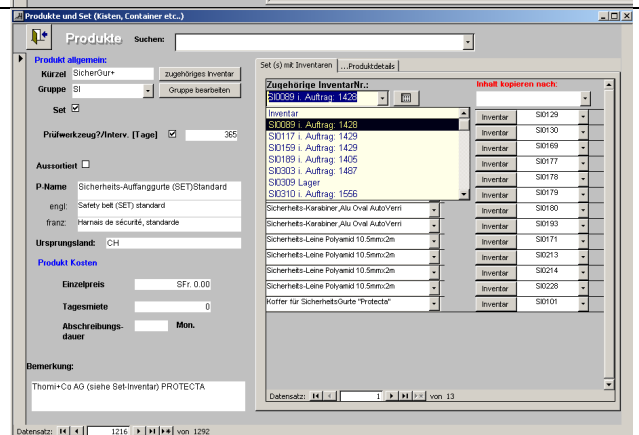 Produkte und Set (Kisten, Container etc..)
Produkte
Suchen:
Produkt allgemein:
Kürzel SicherGur+ zugehöriges Inventar
Gruppe SI Gruppe bearbeiten
Set
Prüfwerkzeug?/Interv. [Tage] 365
Aussortiert
P-Name Sicherheits-Auffanggurte (SET)Standard
engl: Safety belt (SET) standard
franz: Harnais de sécurité, standarde
Ursprungsland: CH
Produkt Kosten
Einzelpreis SFr. 0.00
Tagesmiete 0
Abschreibungs-dauer Mon.
Bemerkung:
Thomi+Co AG (siehe Set-Inventar) PROTECTA
Datensatz: 1216 von 1292
Set (s) mit Inventaren ...Produktdetails
Zugehörige InventarNr.: Inhalt kopieren nach:
SI0089 i. Auftrag: 1428
Inventar
SI0089 i. Auftrag: 1428
SI0117 i. Auftrag: 1429
SI0159 i. Auftrag: 1429
SI0189 i. Auftrag: 1405
SI0303 i. Auftrag: 1487
SI0309 Lager
SI0310 i. Auftrag: 1556
Inventar SI0129
Inventar SI0130
Inventar SI0169
Inventar SI0177
Inventar SI0178
Inventar SI0179
Sicherheits-Karabiner,Alu Oval AutoVerri Inventar SI0180
Sicherheits-Karabiner,Alu Oval AutoVerri Inventar SI0193
Sicherheits-Leine Polyamid 10.5mmx2m Inventar SI0171
Sicherheits-Leine Polyamid 10.5mmx2m Inventar SI0213
Sicherheits-Leine Polyamid 10.5mmx2m Inventar SI0214
Sicherheits-Leine Polyamid 10.5mmx2m Inventar SI0228
Koffer für SicherheitsGurte "Protecta" Inventar SI0101
Datensatz: 1 von 13